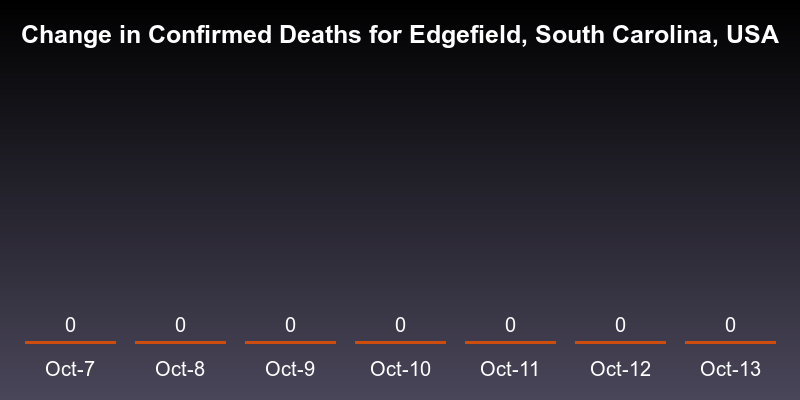 Change in Confirmed Deaths for Edgefield, South Carolina, USA
0 0 0 0 0 0 0
Oct-7 Oct-8 Oct-9 Oct-10 Oct-11 Oct-12 Oct-13